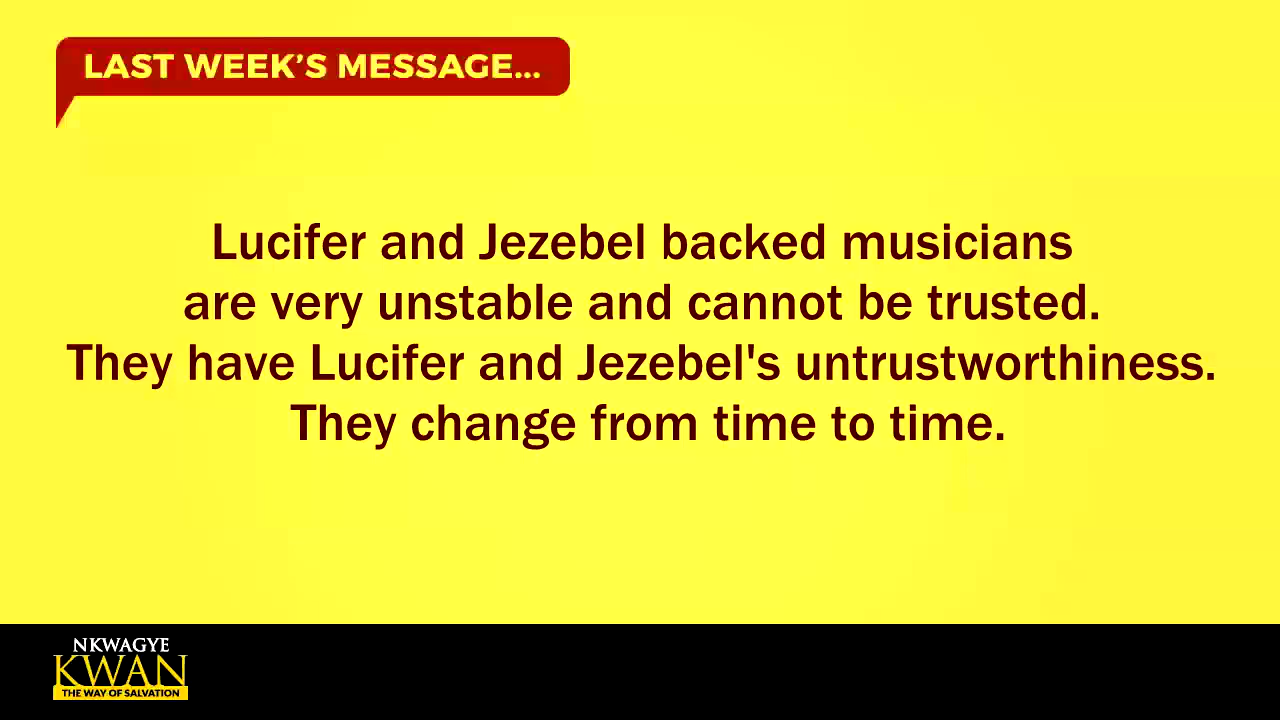 LAST WEEK’S MESSAGE...
Lucifer and Jezebel backed musicians
are very unstable and cannot be trusted.
They have Lucifer and Jezebel's untrustworthiness.
They change from time to time.
NKWAGYE
KWAN
THE WAY OF SALVATION